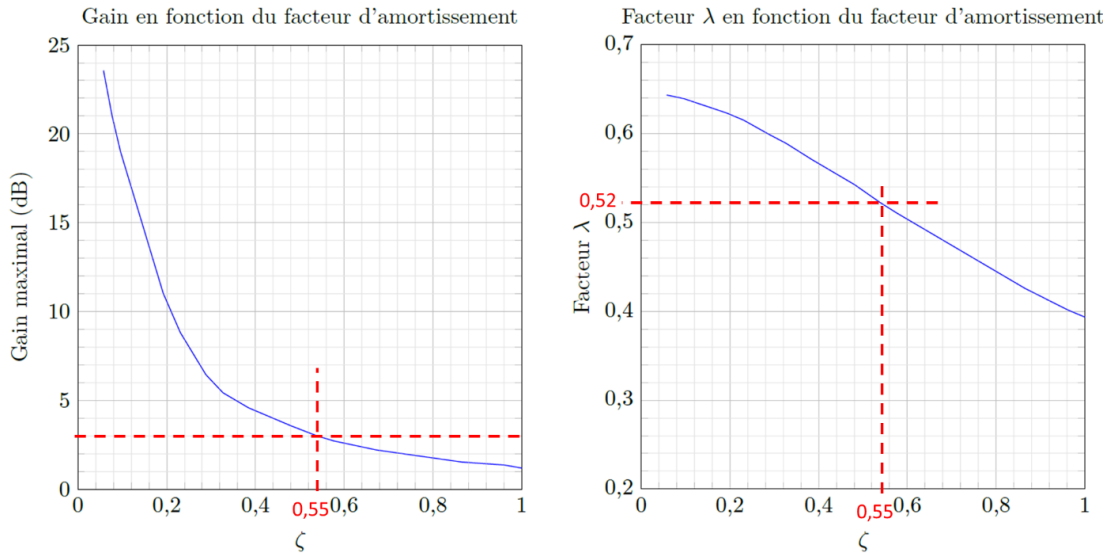 Gain en fonction du facteur d'amortissement
25
20
15
10
5
0
Gain maximal (dB)
0 0,2 0,4 0,55 0,6 0,8 1
ζ
Facteur λ en fonction du facteur d'amortissement
0,7
0,6
0,52
0,5
0,4
0,3
0,2
Facteur λ
0 0,2 0,4 0,55 0,6 0,8 1
ζ